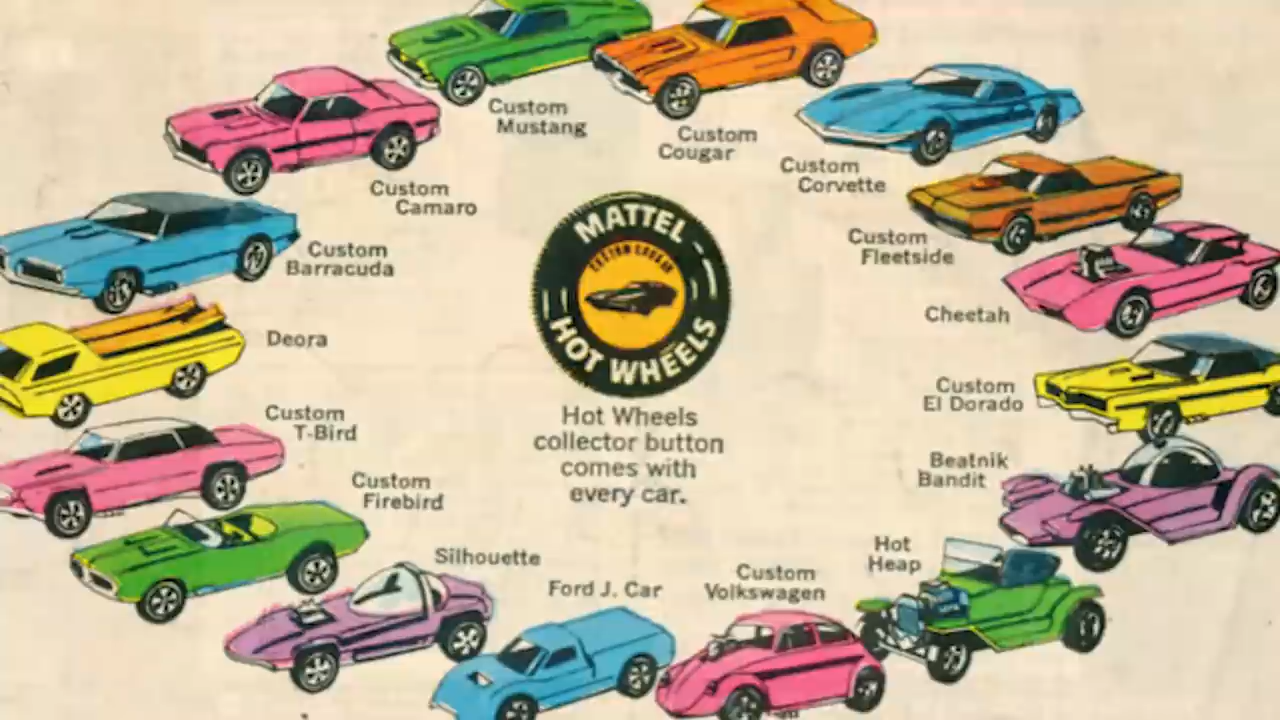 Custom
Mustang
Custom
Cougar
Custom
Camaro
Custom
Corvette
Custom
Barracuda
Custom
Fleetside
MATTEL
CUSTOM COUGAR
HOT WHEELS
Deora
Cheetah
Custom
T-Bird
Custom
El Dorado
Hot Wheels
collector button
comes with
every car.
Custom
Firebird
Beatnik
Bandit
Silhouette
Ford J. Car
Custom
Volkswagen
Hot
Heap